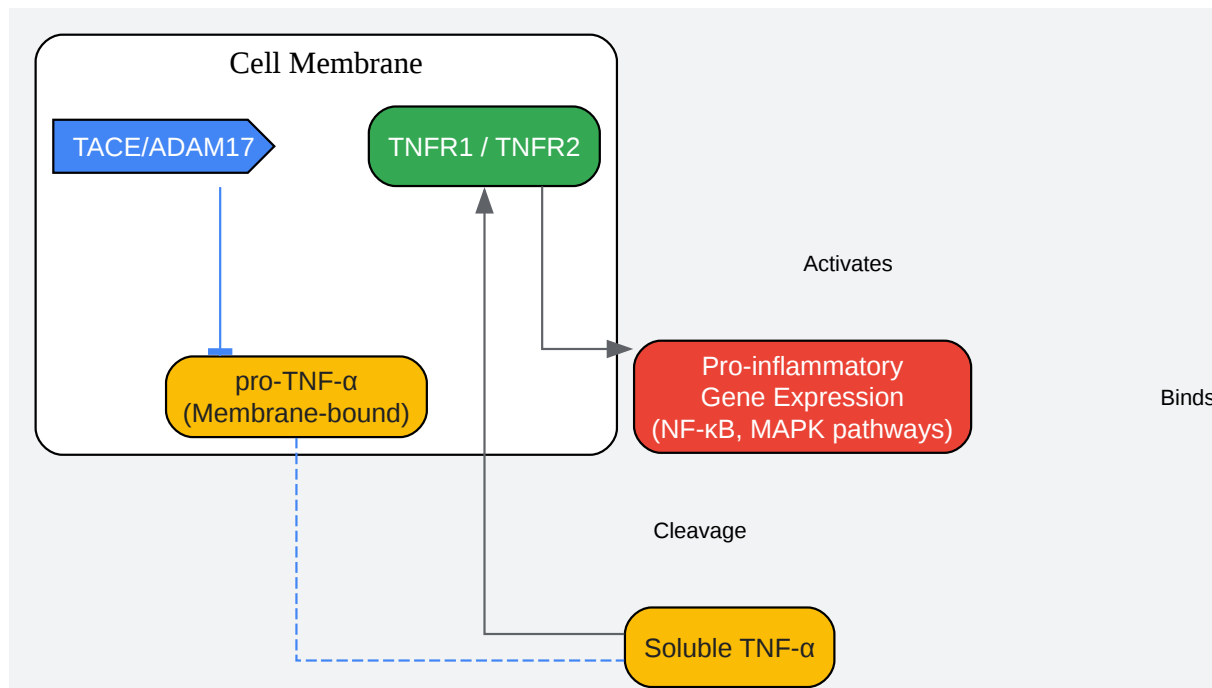 Cell Membrane
TACE/ADAM17
TNFR1 / TNFR2
Activates
pro-TNF-α
(Membrane-bound)
Pro-inflammatory
Gene Expression
(NF-κB, MAPK pathways)
Binds
Cleavage
Soluble TNF-α